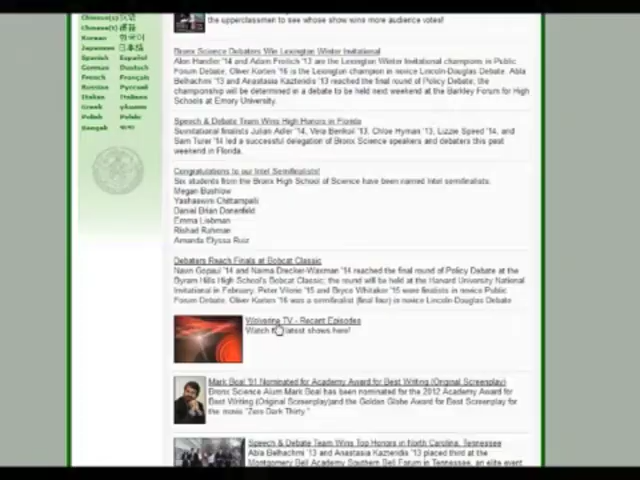 Chinese(S) 汉语
the upperclassmen to see whose show wins more audience votes!
Chinese(T) 漢語
Korean 한국어
Japanese 日本語
Spanish Español
German Deutsch
French Français
Russian Русский
Italian Italiano
Greek
Polish Polski
Bengali বাংলা
Bronx Science Debaters Win Lexington Winter Invitational
Alan Handler '14 and Adam Frolich '13 are the Lexington Winter Invitational champions in Public
Forum Debate, Oliver Korten '16 is the Lexington champion in novice Lincoln-Douglas Debate. Abla
Belhachmi '13 and Anastasia Kazteridis '13 reached the final round of Policy Debate; the
championship will be determined in a debate to be held next weekend at the Barkley Forum for High
Schools at Emory University.
Speech & Debate Team Wins High Honors in Florida
Semifinalists Julian Adler '14, Vera '13, Chloe Hyman '13, Lizzie Speed '14, and
Sam Turer '14 led a successful delegation of Bronx Science speakers and debaters this past
weekend in Florida.
Congratulations to our Intel Semifinalists!
Six students from the Bronx High School of Science have been named Intel semifinalists:
Megan Bushlow
Yashaswini Chittampalli
Daniel Brian Danenfeld
Emma Liebman
Rishad Rahman
Amanda Elyssa Ruiz
Debaters Reach Finals at Bobcat Classic
Navin Gopaul '14 and Naima Drecker-Waxman '14 reached the final round of Policy Debate at the
Byram Hills High School's Bobcat Classic; the round will be held at the Harvard University National
Invitational in February. Peter Vitorio '15 and Bryce Whitaker '15 were finalists in novice Public
Forum Debate, Oliver Korten '16 was a semifinalist (final four) in novice Lincoln-Douglas Debate
Wolverine TV - Recent Episodes
Watch latest shows here!
Mark Boal '91 Nominated for Academy Award for Best Writing (Original Screenplay)
Bronx Science Alum Mark Boal has been nominated for the 2012 Academy Award for
Best Writing (Original Screenplay)and the Golden Globe Award for Best Screenplay for
the movie "Zero Dark Thirty."
Speech & Debate Team Wins Top Honors in North Carolina, Tennessee
Abla Belhachmi '13 and Anastasia Kazteridis '13 placed third at the
Montgomery Bell Academy Southern Bell Forum in Tennessee, an elite event